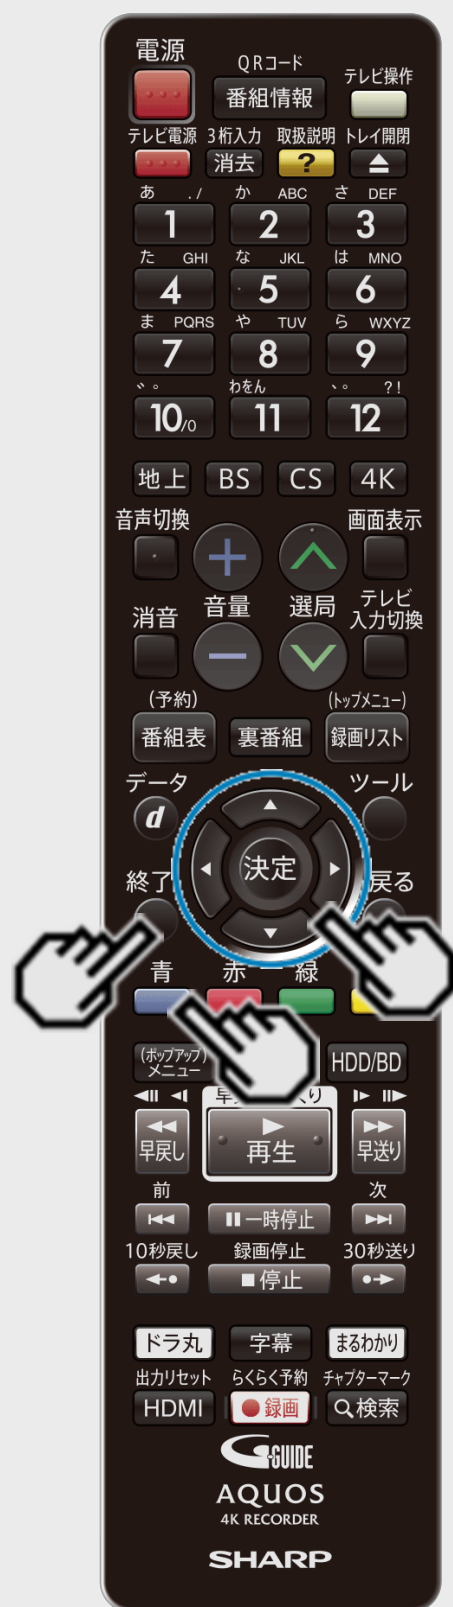 電源
QRコード
テレビ操作
番組情報
テレビ電源 3桁入力 取扱説明 トレイ開閉
消去 ?
あ ./ か ABC さ DEF
1 2 3
た GHI な JKL は MNO
4 5 6
ま PQRS や TUV ら WXYZ
7 8 9
゛゜ わをん 、。 ?!
10/0 11 12
地上 BS CS 4K
音声切換 画面表示
+
消音 音量 選局 テレビ
入力切換
−
(予約) (トップメニュー)
番組表 裏番組 録画リスト
データ ツール
d
決定
終了 戻る
青 赤 緑
(ポップアップ)
メニュー
HDD/BD
早戻し 再生 早送り
前 次
一時停止
10秒戻し 録画停止 30秒送り
停止
ドラ丸 字幕 まるわかり
出力リセット らくらく予約 チャプターマーク
HDMI 録画 検索
G-GUIDE
AQUOS
4K RECORDER
SHARP